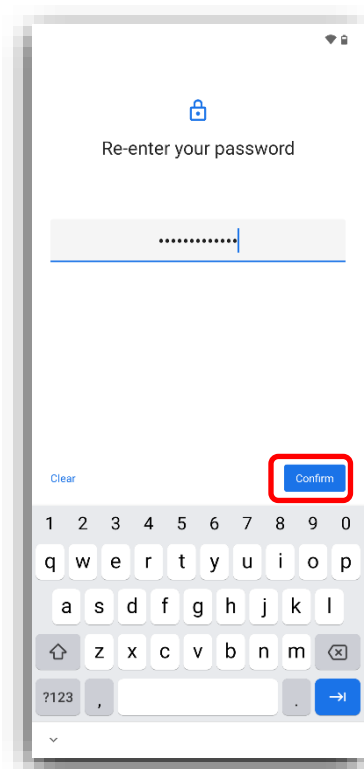 Re-enter your password
•••••••••••••
Clear Confirm
1 2 3 4 5 6 7 8 9 0
q w e r t y u i o p
a s d f g h j k l
z x c v b n m
?123 , .